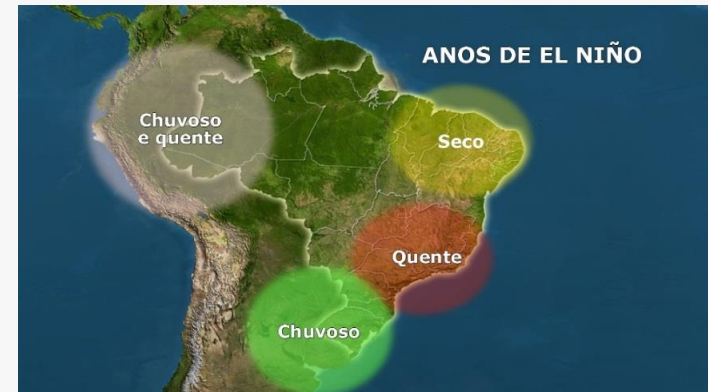 ANOS DE EL NIÑO
Chuvoso
e quente
Seco
Quente
Chuvoso